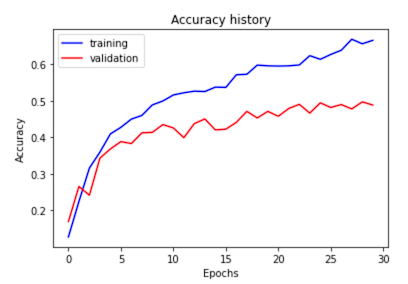 Accuracy history
training
validation
Accuracy
0.6
0.5
0.4
0.3
0.2
0 5 10 15 20 25 30
Epochs